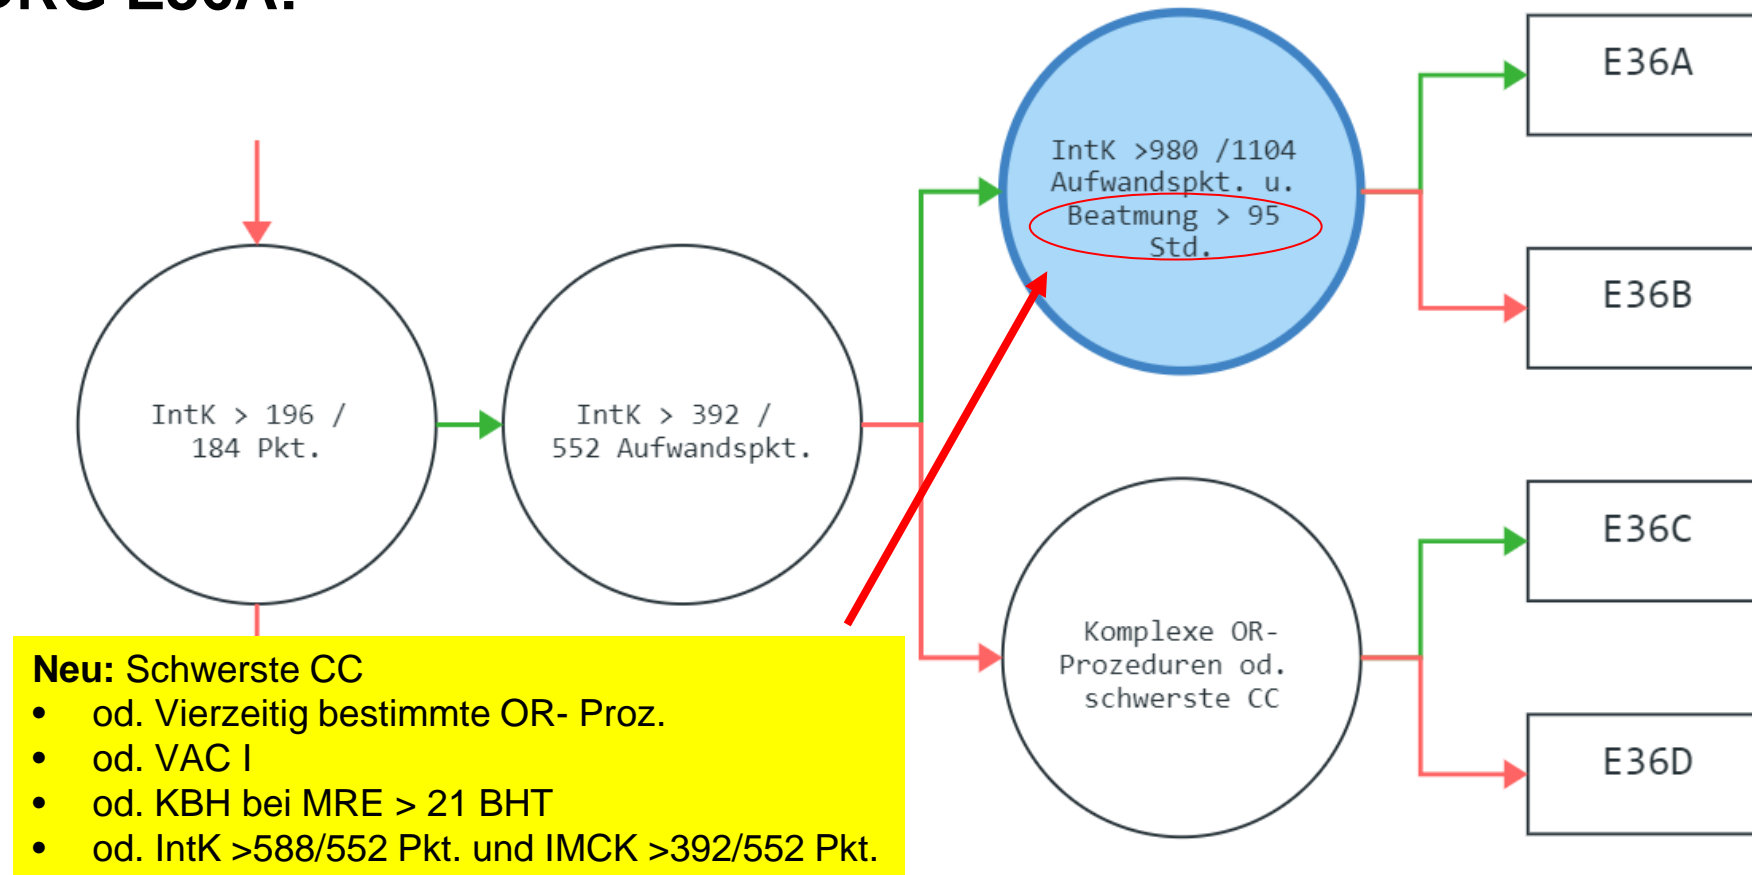 E36A
IntK >980 /1104
Aufwandspkt. u.
Beatmung > 95
Std.
E36B
IntK > 196 /
184 Pkt.
IntK > 392 /
552 Aufwandspkt.
E36C
Komplexe OR-
Prozeduren od.
schwerste CC
E36D
Neu: Schwerste CC
• od. Vierzeitig bestimmte OR- Proz.
• od. VAC I
• od. KBH bei MRE > 21 BHT
• od. IntK >588/552 Pkt. und IMCK >392/552 Pkt.